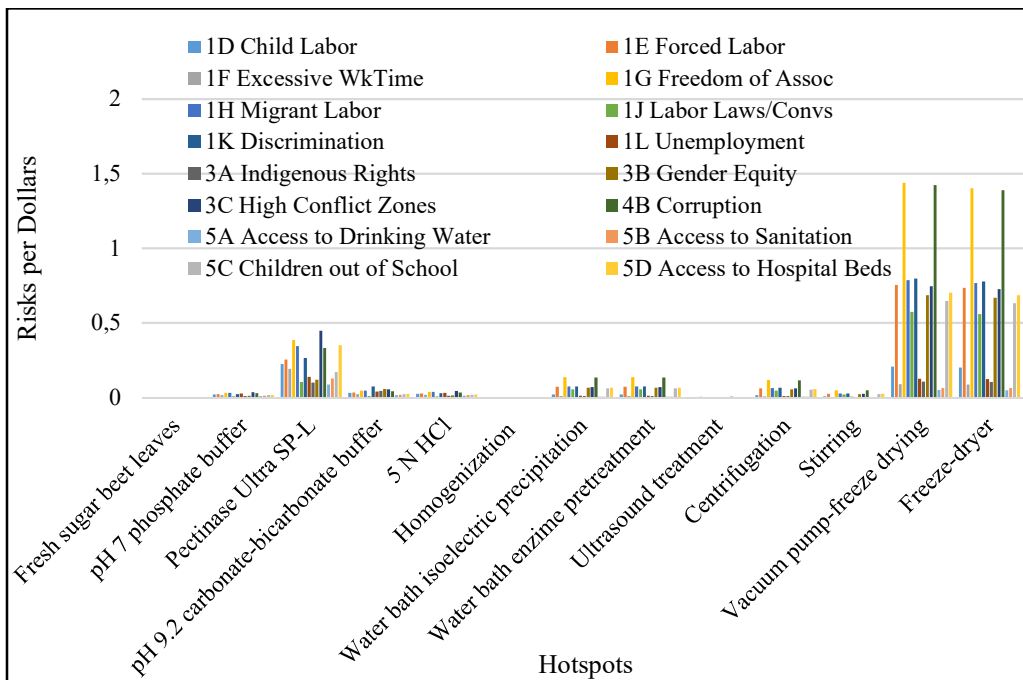 1D Child Labor 1E Forced Labor
1F Excessive WkTime 1G Freedom of Assoc
1H Migrant Labor 1J Labor Laws/Convs
1K Discrimination 1L Unemployment
3A Indigenous Rights 3B Gender Equity
3C High Conflict Zones 4B Corruption
5A Access to Drinking Water 5B Access to Sanitation
5C Children out of School 5D Access to Hospital Beds
Risks per Dollars
2
1,5
1
0,5
0
Fresh sugar beet leaves
pH 7 phosphate buffer
Pectinase Ultra SP-L
pH 9.2 carbonate-bicarbonate buffer
5 N HCl
Homogenization
Water bath isoelectric precipitation
Water bath enzime pretreatment
Ultrasound treatment
Centrifugation
Stirring
Vacuum pump-freeze drying
Freeze-dryer
Hotspots